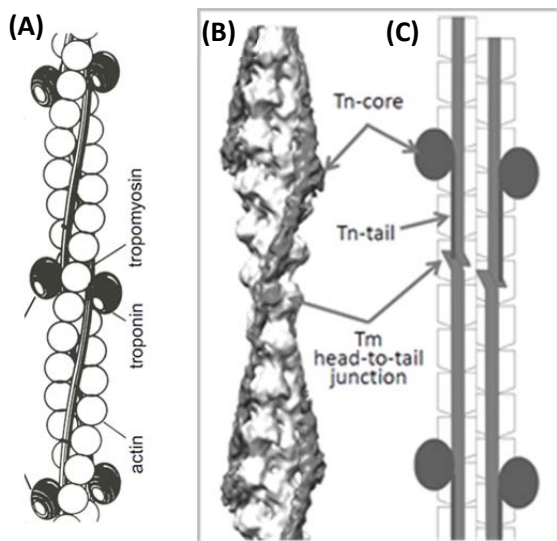 (A)
tropomyosin
troponin
actin
(B)
(C)
Tn-core
Tn-tail
Tm
head-to-tail
junction